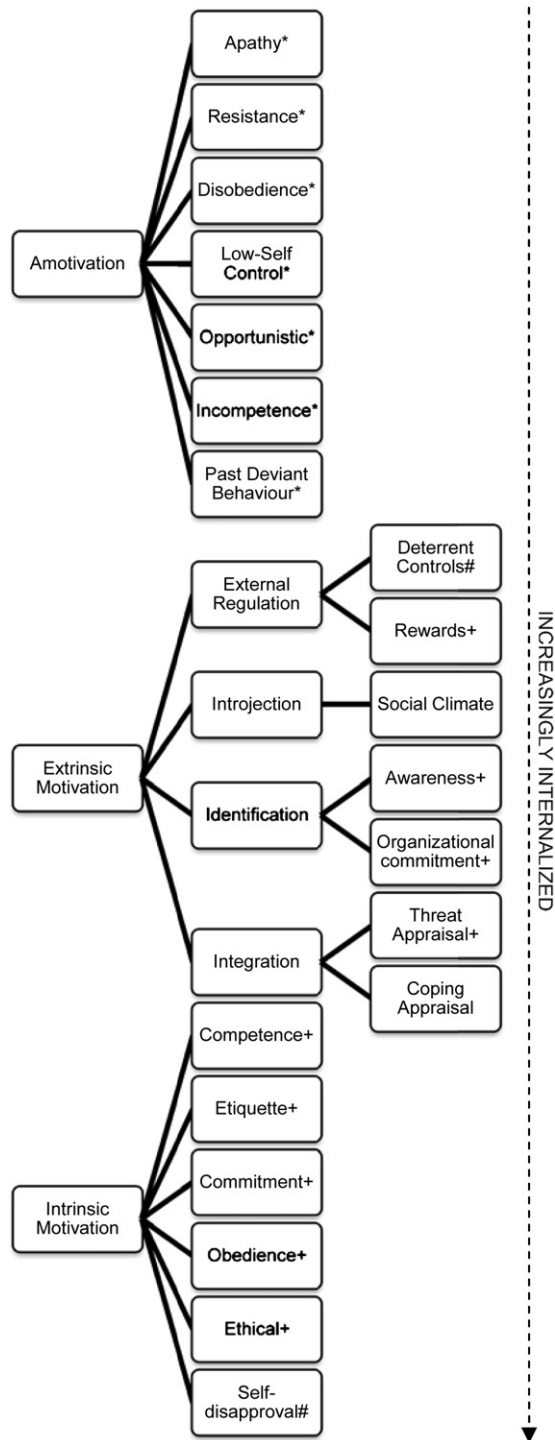 Apathy*
Resistance*
Disobedience*
Amotivation
Low-Self
Control*
Opportunistic*
Incompetence*
Past Deviant
Behaviour*
Extrinsic
Motivation
External
Regulation
Deterrent
Controls#
Rewards+
Introjection
Social Climate
Identification
Awareness+
Organizational
commitment+
Integration
Threat
Appraisal+
Coping
Appraisal
Intrinsic
Motivation
Competence+
Etiquette+
Commitment+
Obedience+
Ethical+
Self-
disapproval#
INCREASINGLY INTERNALIZED